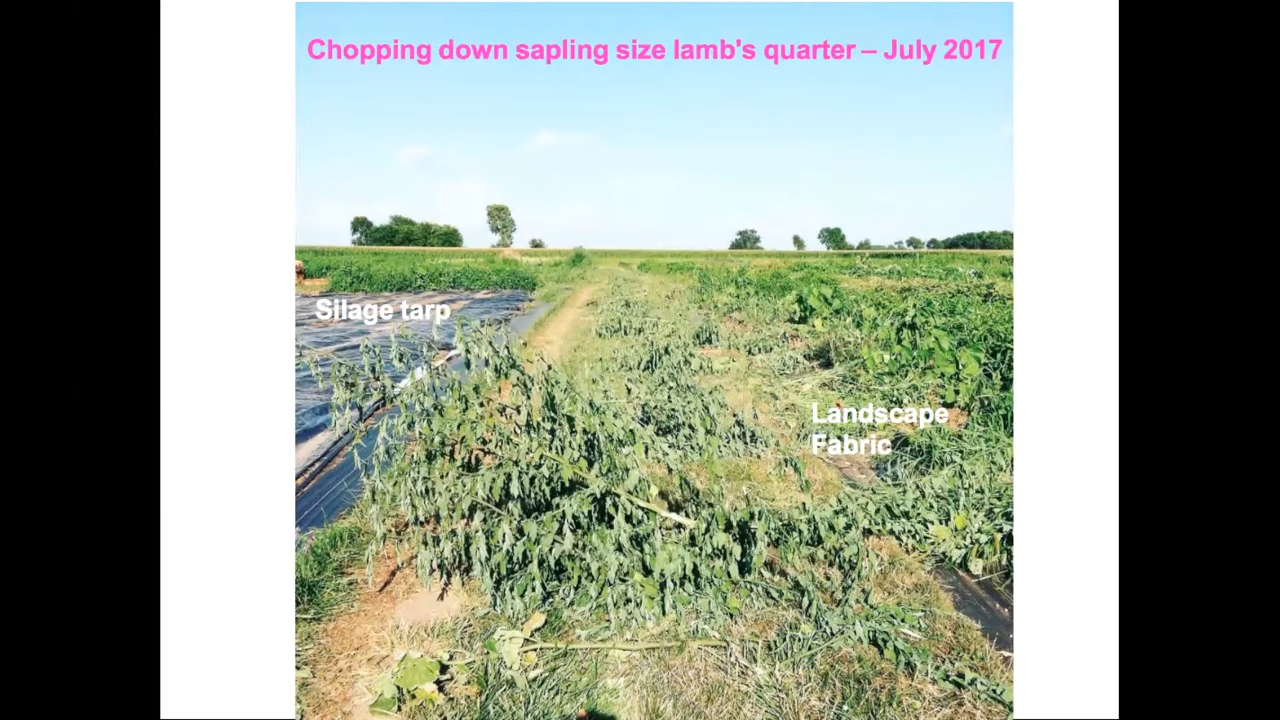 Chopping down sapling size lamb's quarter – July 2017
Silage tarp
Landscape
Fabric